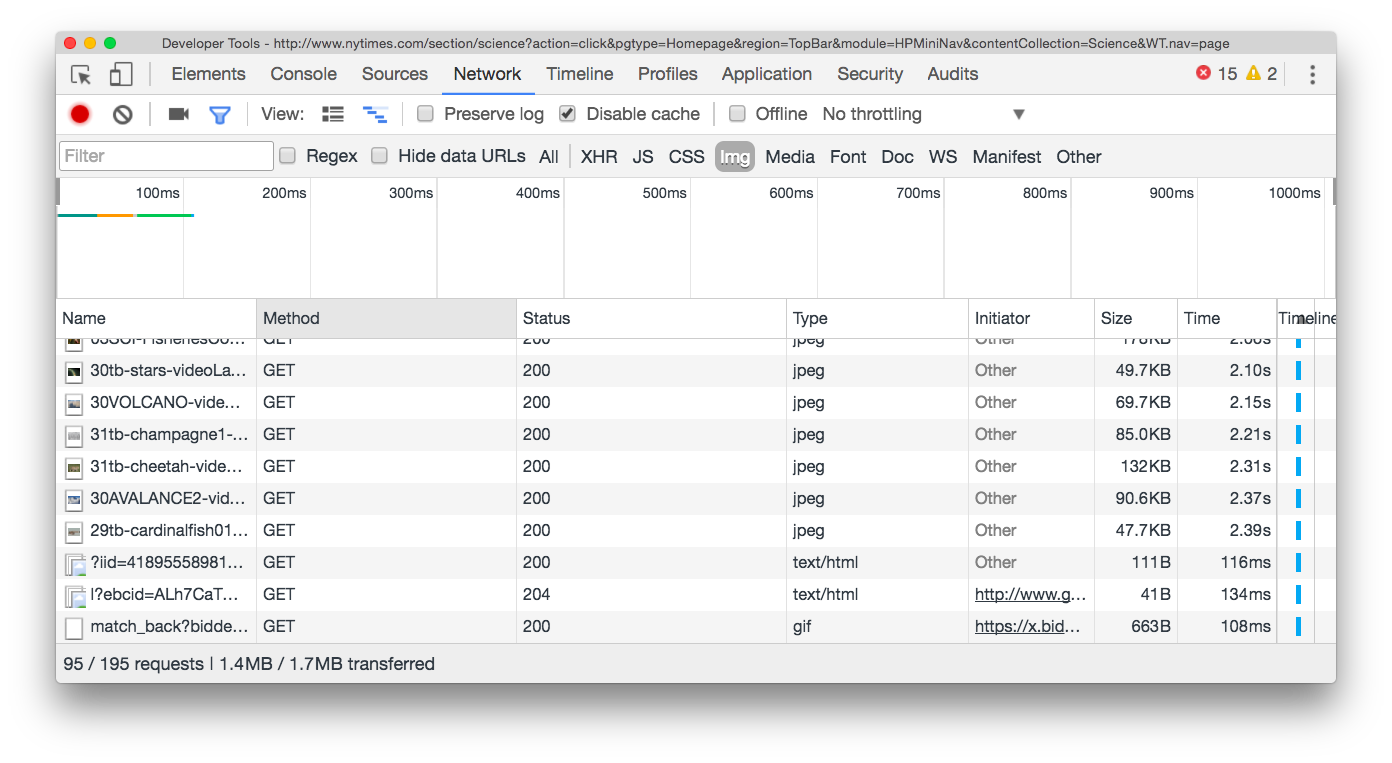 Developer Tools - http://www.nytimes.com/section/science?action=click&pgtype=Homepage&region=TopBar&module=HPMiniNav&contentCollection=Science&WT.nav=page
Elements Console Sources Network Timeline Profiles Application Security Audits 15 2
View: Preserve log Disable cache Offline No throttling
Filter Regex Hide data URLs All XHR JS CSS Img Media Font Doc WS Manifest Other
100ms 200ms 300ms 400ms 500ms 600ms 700ms 800ms 900ms 1000ms
Name Method Status Type Initiator Size Time Timeline
GET 200 jpeg Other 178KB
30tb-stars-videoLa... GET 200 jpeg Other 49.7KB 2.10s
30VOLCANO-vide... GET 200 jpeg Other 69.7KB 2.15s
31tb-champagne1-... GET 200 jpeg Other 85.0KB 2.21s
31tb-cheetah-vide... GET 200 jpeg Other 132KB 2.31s
30AVALANCE2-vid... GET 200 jpeg Other 90.6KB 2.37s
29tb-cardinalfish01... GET 200 jpeg Other 47.7KB 2.39s
?iid=41895558981... GET 200 text/html Other 111B 116ms
l?ebcid=ALh7CaT... GET 204 text/html http://www.g... 41B 134ms
match_back?bidde... GET 200 gif https://x.bid... 663B 108ms
95 / 195 requests | 1.4MB / 1.7MB transferred